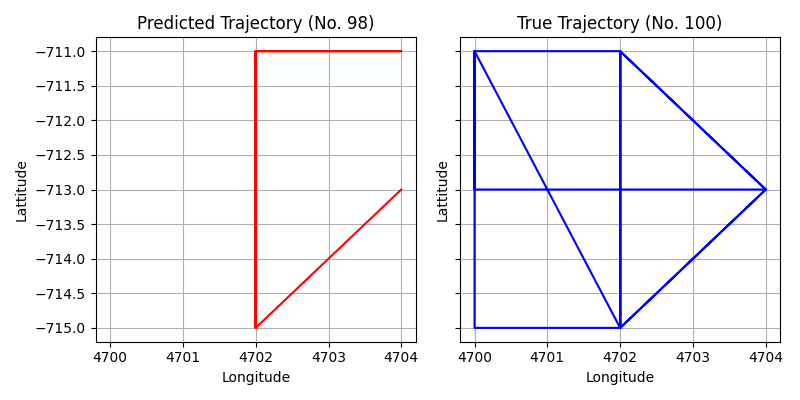 Predicted Trajectory (No. 98)
True Trajectory (No. 100)
−711.0
−711.5
−712.0
−712.5
−713.0
−713.5
−714.0
−714.5
−715.0
Lattitude
Lattitude
4700 4701 4702 4703 4704
4700 4701 4702 4703 4704
Longitude
Longitude